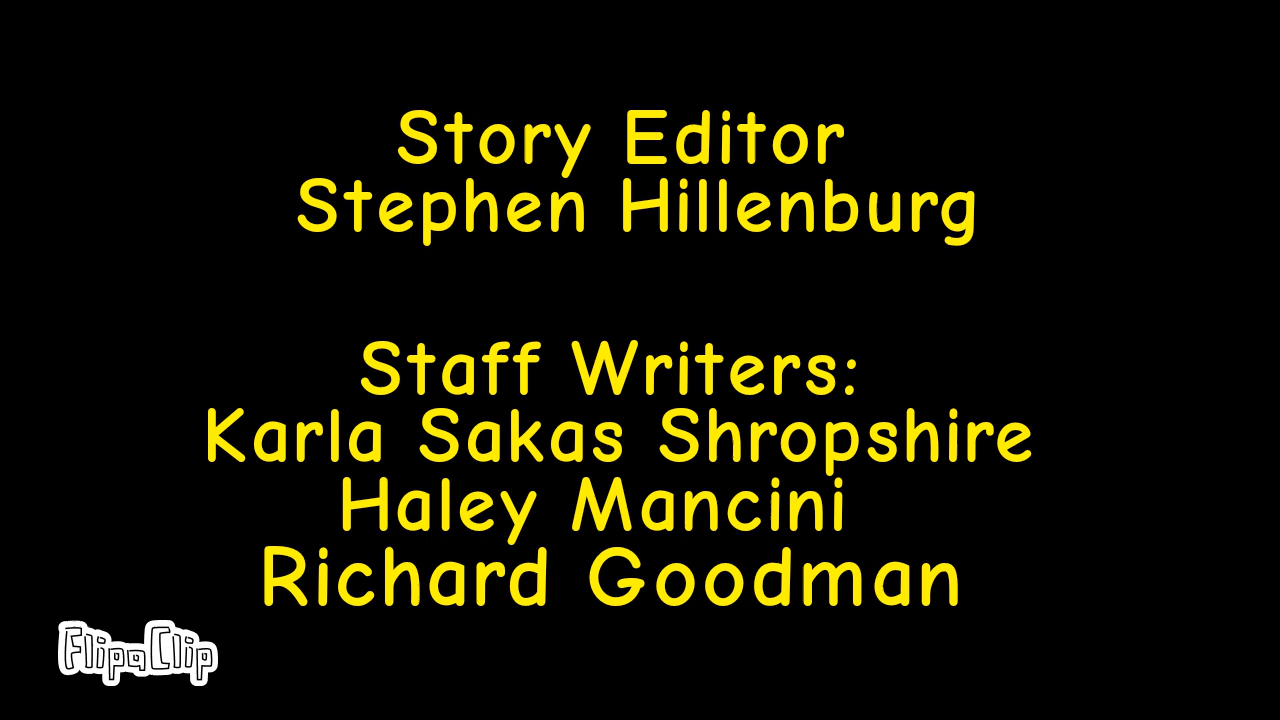 Story Editor
Stephen Hillenburg
Staff Writers:
Karla Sakas Shropshire
Haley Mancini
Richard Goodman
FlipaClip